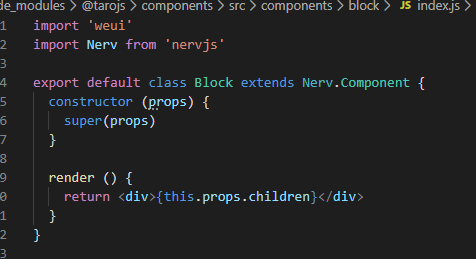 de_modules > @tarojs > components > src > components > block > JS index.js >
1 import 'weui'
2 import Nerv from 'nervjs'
3
4 export default class Block extends Nerv.Component {
5 constructor (props) {
6 super(props)
7 }
8
9 render () {
0 return <div>{this.props.children}</div>
1 }
2 }
3